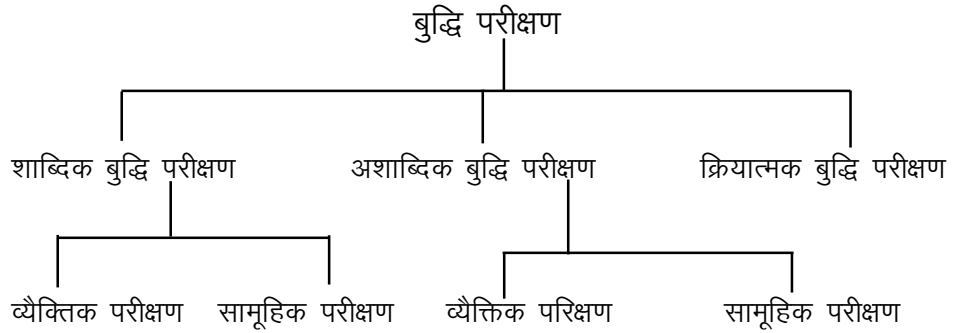 बुद्धि परीक्षण
शाब्दिक बुद्धि परीक्षण अशाब्दिक बुद्धि परीक्षण क्रियात्मक बुद्धि परीक्षण
व्यैक्तिक परीक्षण सामूहिक परीक्षण व्यैक्तिक परिक्षण सामूहिक परीक्षण